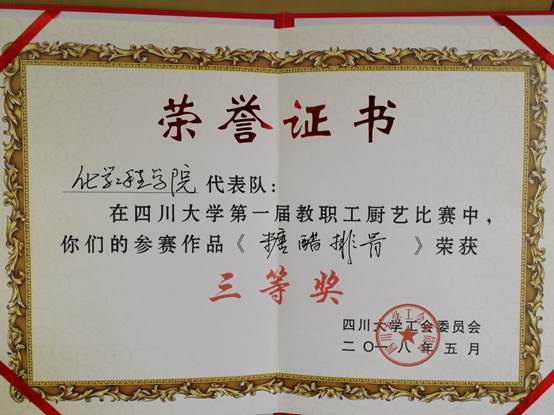 荣誉证书
化学工程学院代表队：
在四川大学第一届教职工厨艺比赛中，
你们的参赛作品《糖醋排骨》荣获
三等奖
四川大学工会委员会
二〇一八年五月